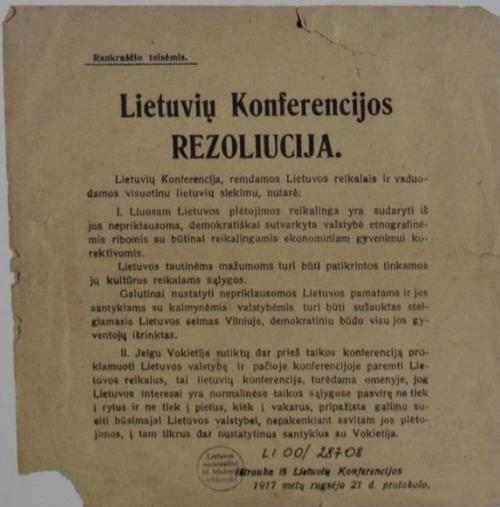 Rankraščio teisėmis.
Lietuvių Konferencijos
REZOLIUCIJA.
Lietuvių Konferencija, remdamos Lietuvos reikalais ir vaduo-
damos visuotinu lietuvių siekimu, nutarė:
I. Liuosam Lietuvos plėtojimos reikalinga yra sudaryti iš
jos nepriklausoma, demokratiškai sutvarkyta valstybė etnografinė-
mis ribomis su būtinai reikalingomis ekonominiam gyvenimui ko-
rektivomis.
Lietuvos tautinėms mažumoms turi būti patikrintos tinkamos
jų kultūros reikalams sąlygos.
Galutinai nustatyti nepriklausomos Lietuvos pamatams ir jos
santykiams su kaimynėmis valstybėmis turi būti sušauktas stei-
giamasis Lietuvos seimas Vilniuje, demokratiniu būdu visų jos gy-
ventojų išrinktas.
II. Jeigu Vokietija sutiktų dar prieš taikos konferenciją pro-
klamuoti Lietuvos valstybę ir pačioje konferencijoje paremti Lie-
tuvos reikalus, tai lietuvių konferencija, turėdama omenyje, jog
Lietuvos interesai yra normalinėse taikos sąlygose pasvirę ne tiek
į rytus ir ne tiek į pietus, kiek į vakarus, pripažįsta galimu su-
eiti būsimajai Lietuvos valstybei, nepakenkiant savitam jos plėto-
jimos, į tam tikrus dar nustatytinus santykius su Vokietija.
LI 00/28708
Lietuvos
nacionalinė
M. Mažvydo
biblioteka
Ištrauka iš Lietuvių Konferencijos
1917 metų rugsėjo 21 d. protokolo.